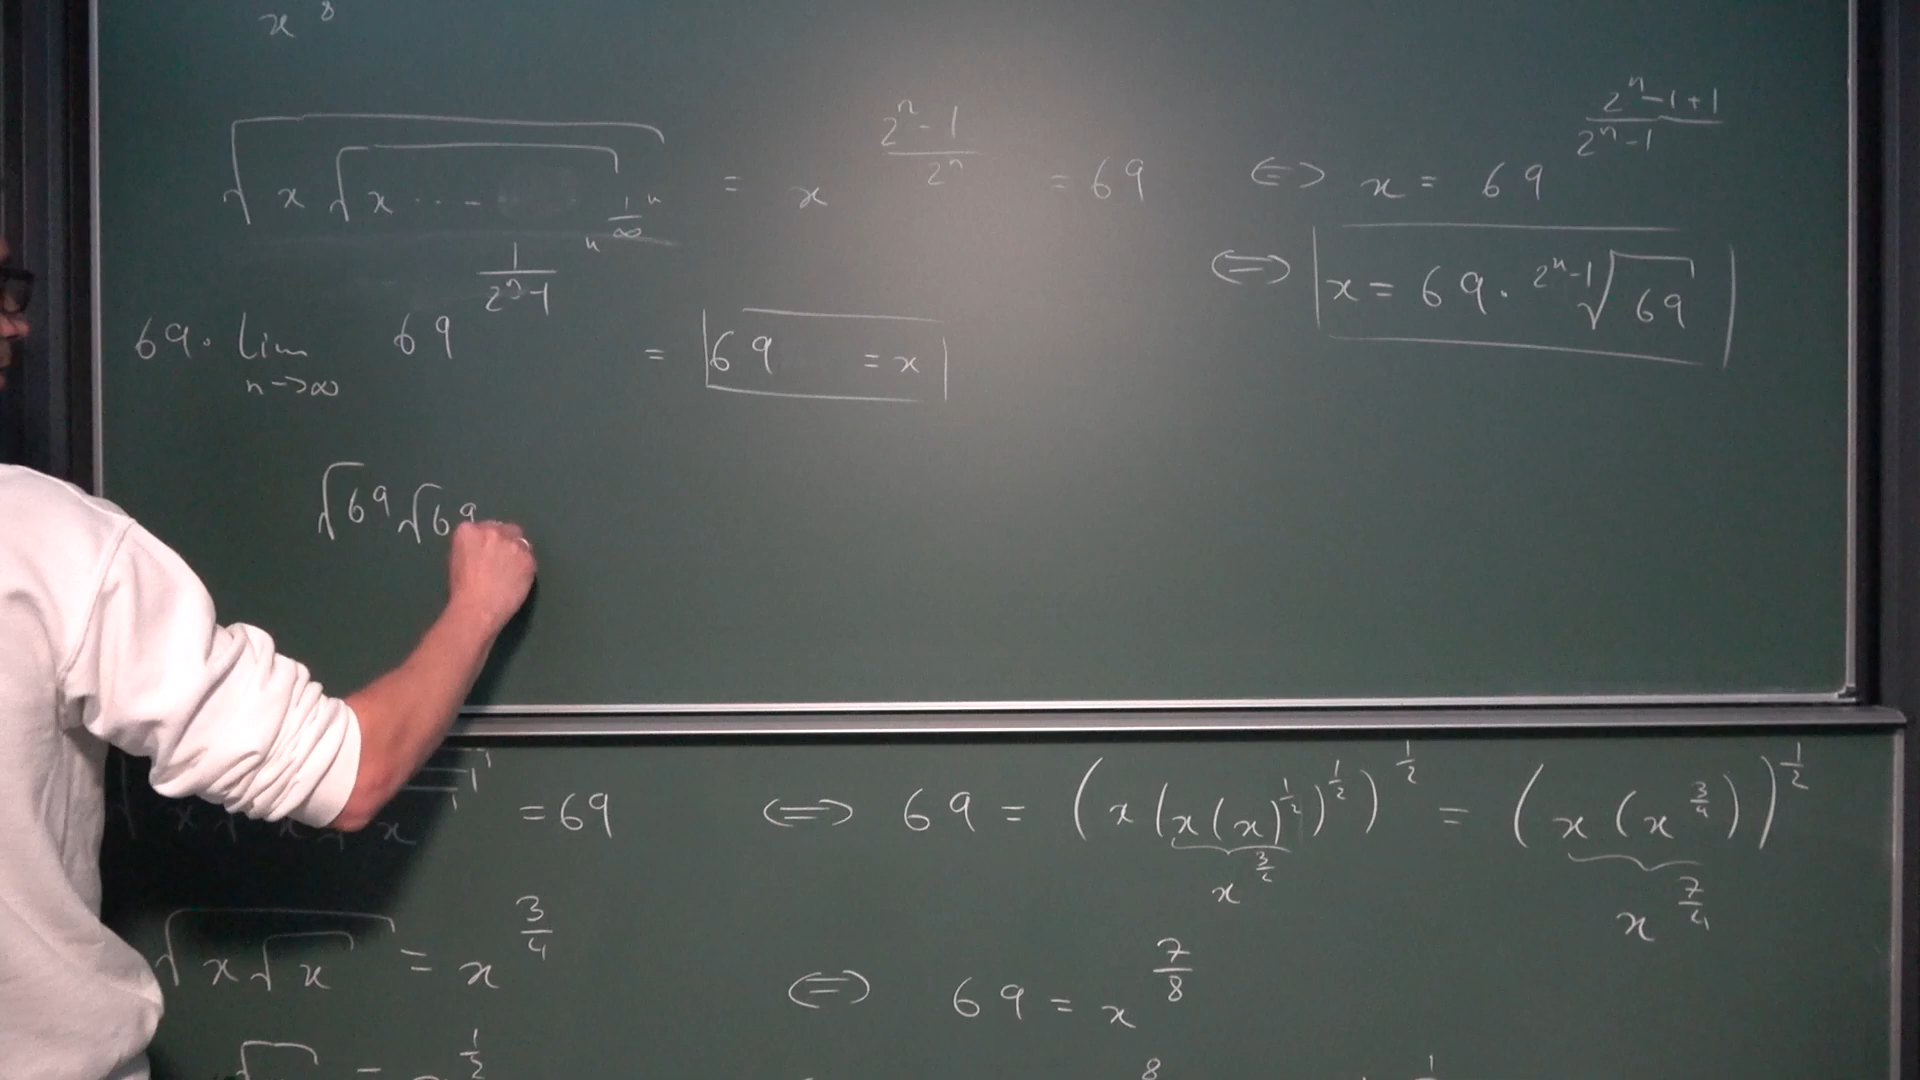 x^8
√(x√(x ...)) = x^((2^n-1)/2^n) = 69 <=> x = 69^((2^n-1+1)/(2^n-1))
<=> x = 69 · ^(2^n-1)√69
69 · lim n->∞ 69^(1/(2^n-1)) = 69 = x
√69√69
= 69 <=> 69 = (x(x(x)^(1/2))^(1/2))^(1/2) = (x(x^(3/4)))^(1/2)
x^(3/4) x^(7/4)
√(x√x) = x^(3/4) <=> 69 = x^(7/8)